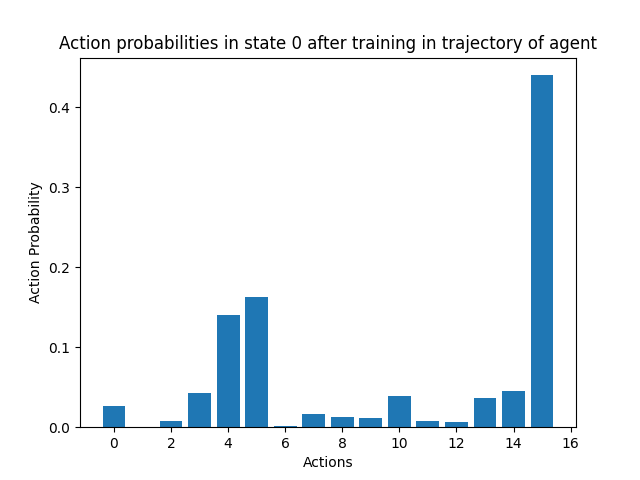 Action probabilities in state 0 after training in trajectory of agent
0.4
0.3
0.2
0.1
0.0
Action Probability
0 2 4 6 8 10 12 14 16
Actions